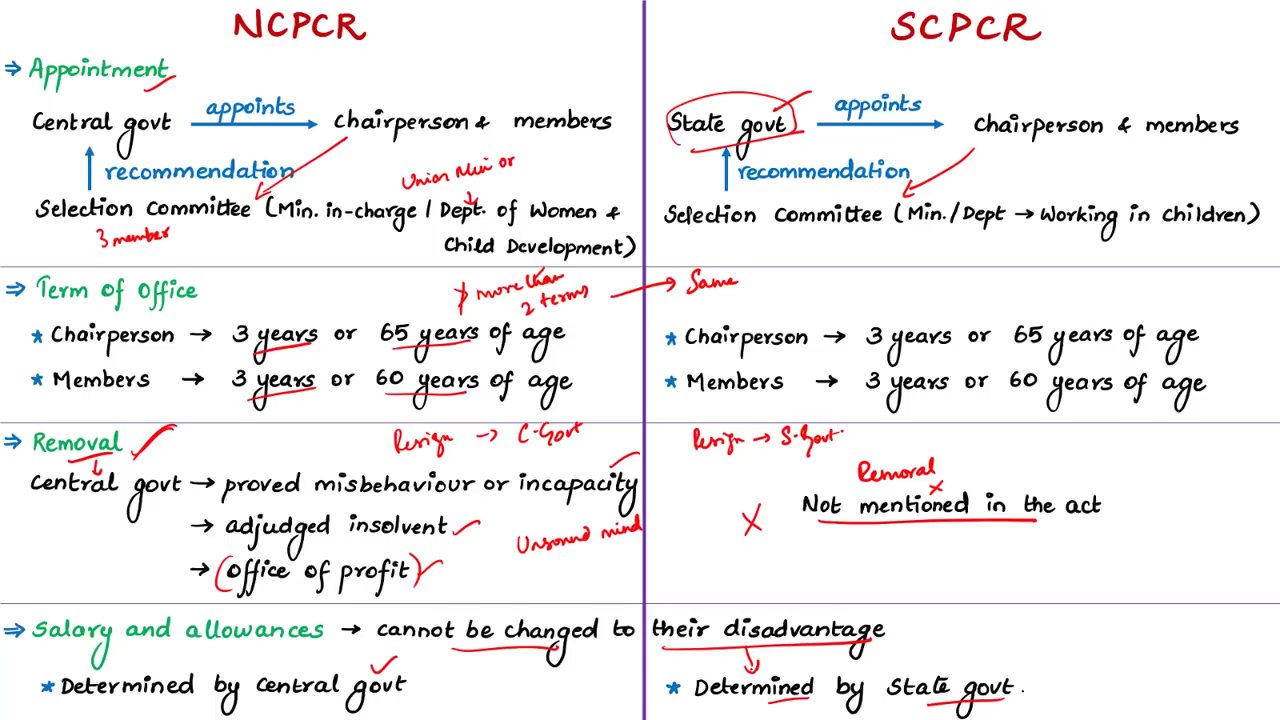 NCPCR
SCPCR
⇒ Appointment
Central govt appoints → chairperson & members
recommendation
Union Min or
Selection Committee (Min. in-charge / Dept. of Women &
Child Development)
3 member
State govt appoints → Chairperson & members
recommendation
Selection Committee (Min./Dept → Working in children)
⇒ Term of Office
more than
2 terms
→ Same
* Chairperson → 3 years or 65 years of age
* Members → 3 years or 60 years of age
* Chairperson → 3 years or 65 years of age
* Members → 3 years or 60 years of age
⇒ Removal
Resign → C-Govt
Central govt → proved misbehaviour or incapacity
→ adjudged insolvent
Unsound mind
→ (office of profit)
Resign → S-Govt.
Removal
Not mentioned in the act
⇒ Salary and allowances → cannot be changed to their disadvantage
* Determined by Central govt
* Determined by State govt.